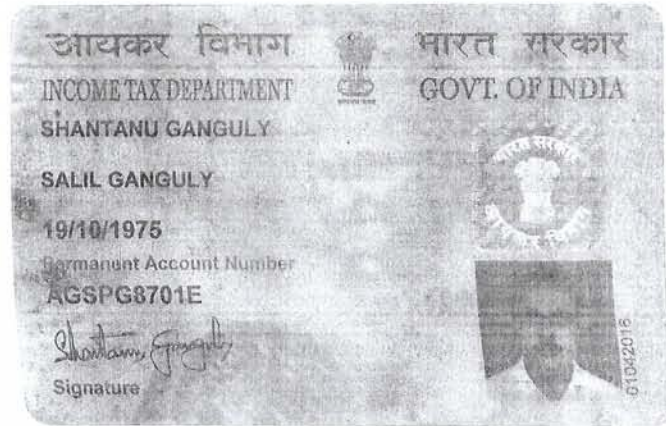 आयकर विभाग
भारत सरकार
INCOME TAX DEPARTMENT
GOVT. OF INDIA
SHANTANU GANGULY
SALIL GANGULY
19/10/1975
Permanent Account Number
AGSPG8701E
Shantanu Ganguly
Signature
01042016